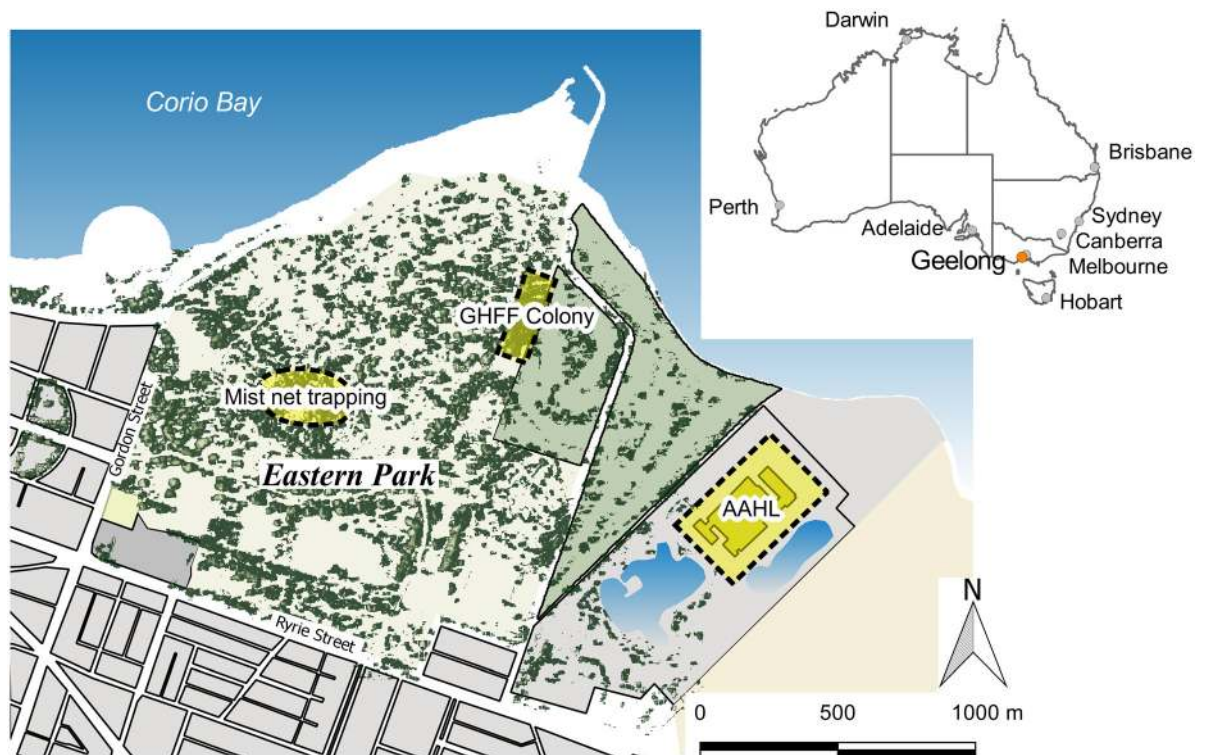 Darwin
Corio Bay
Brisbane
Perth
Adelaide
Sydney
Canberra
Geelong
Melbourne
Hobart
GHFF Colony
Mist net trapping
Gordon Street
Eastern Park
AAHL
N
Ryrie Street
0 500 1000 m